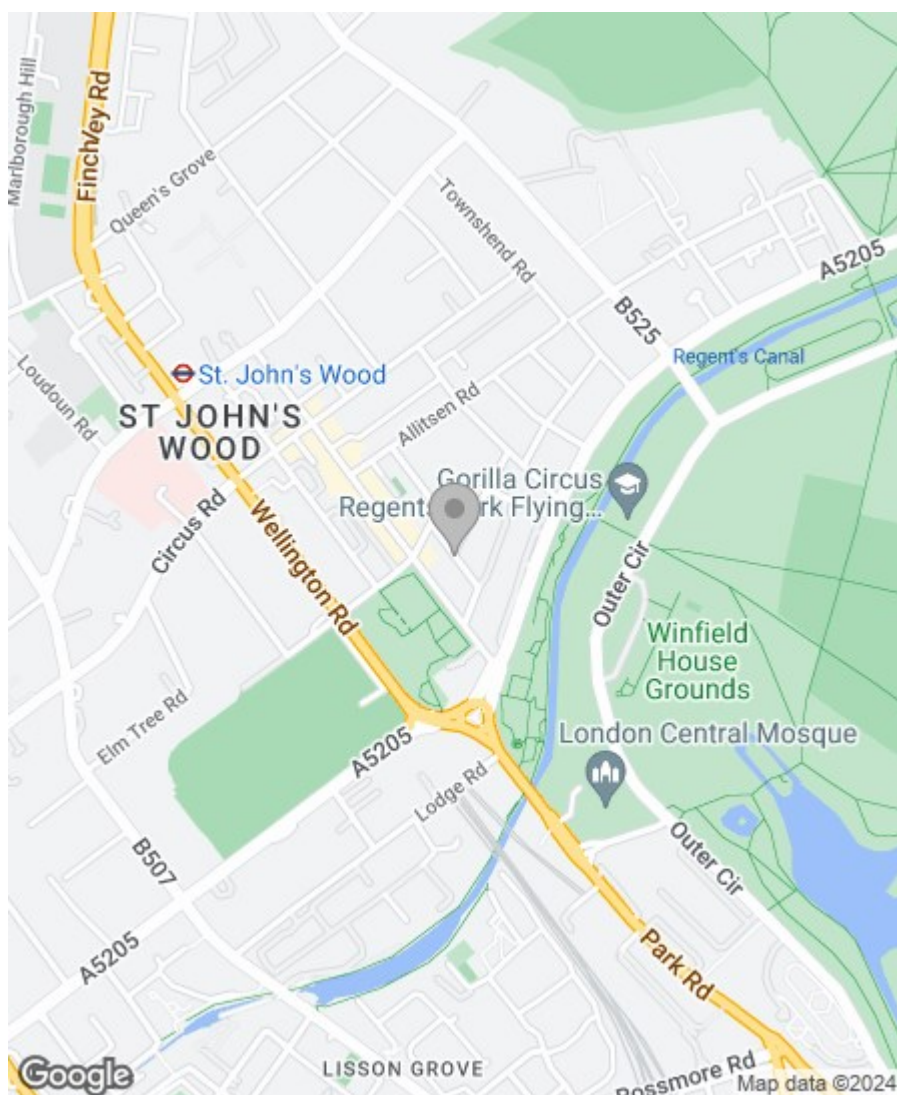 Finchley Rd
Marlborough Hill
Queen's Grove
Townshend Rd
A5205
B525
Regent's Canal
Loudoun Rd
St. John's Wood
ST JOHN'S
WOOD
Allitsen Rd
Gorilla Circus
Regents Park Flying...
Circus Rd
Wellington Rd
Outer Cir
Winfield
House
Grounds
Elm Tree Rd
A5205
London Central Mosque
Lodge Rd
B507
Outer Cir
A5205
Park Rd
LISSON GROVE
Rossmore Rd
Google
Map data ©2024